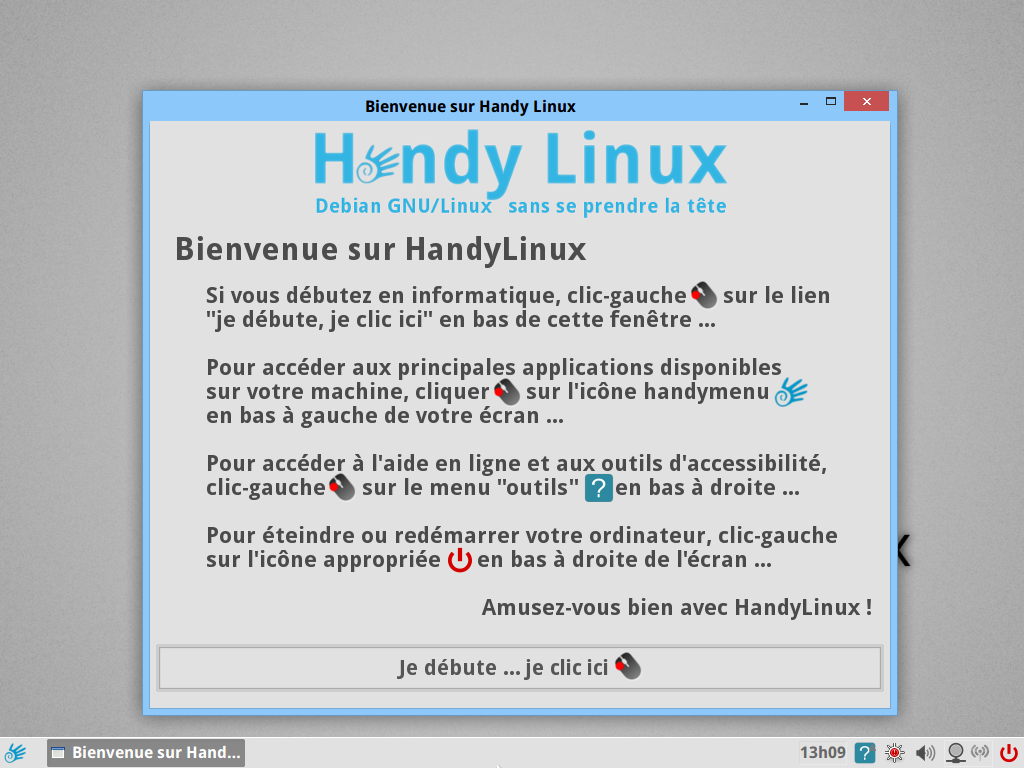 Bienvenue sur Handy Linux
Handy Linux
Debian GNU/Linux sans se prendre la tête
Bienvenue sur HandyLinux
Si vous débutez en informatique, clic-gauche sur le lien
"je débute, je clic ici" en bas de cette fenêtre ...
Pour accéder aux principales applications disponibles
sur votre machine, cliquer sur l'icône handymenu
en bas à gauche de votre écran ...
Pour accéder à l'aide en ligne et aux outils d'accessibilité,
clic-gauche sur le menu "outils" ? en bas à droite ...
Pour éteindre ou redémarrer votre ordinateur, clic-gauche
sur l'icône appropriée en bas à droite de l'écran ...
x
Amusez-vous bien avec HandyLinux !
Je débute ... je clic ici
Bienvenue sur Hand...
13h09 ?